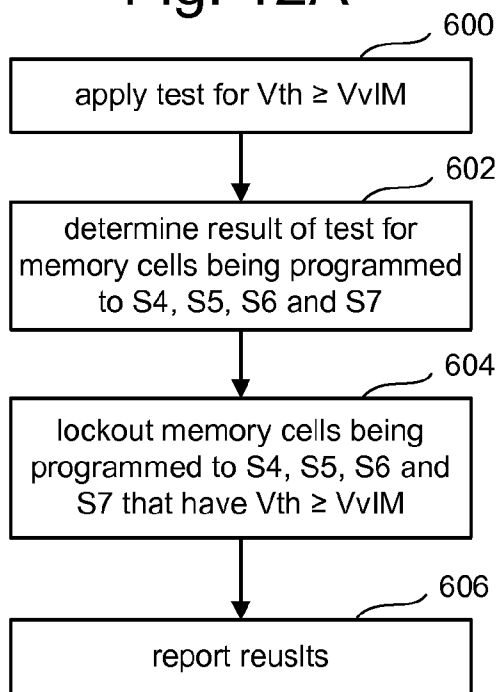 Fig. 12A
600
apply test for Vth ≥ VvIM
602
determine result of test for
memory cells being programmed
to S4, S5, S6 and S7
604
lockout memory cells being
programmed to S4, S5, S6 and
S7 that have Vth ≥ VvIM
606
report reuslts